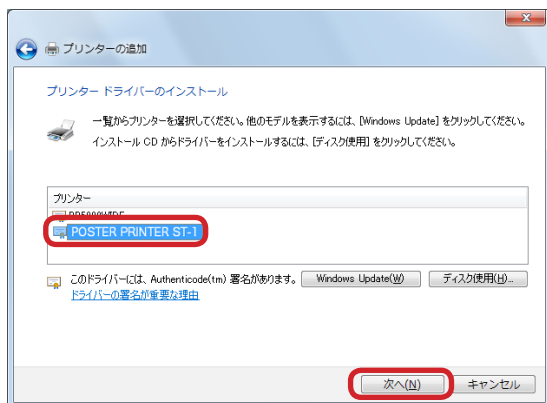 プリンターの追加
プリンター ドライバーのインストール
一覧からプリンターを選択してください。他のモデルを表示するには、[Windows Update] をクリックしてください。
インストール CD からドライバーをインストールするには、[ディスク使用] をクリックしてください。
プリンター
POSTER PRINTER ST-1
このドライバーには、Authenticode(tm) 署名があります。
Windows Update(W)
ディスク使用(H)...
ドライバーの署名が重要な理由
次へ(N)
キャンセル